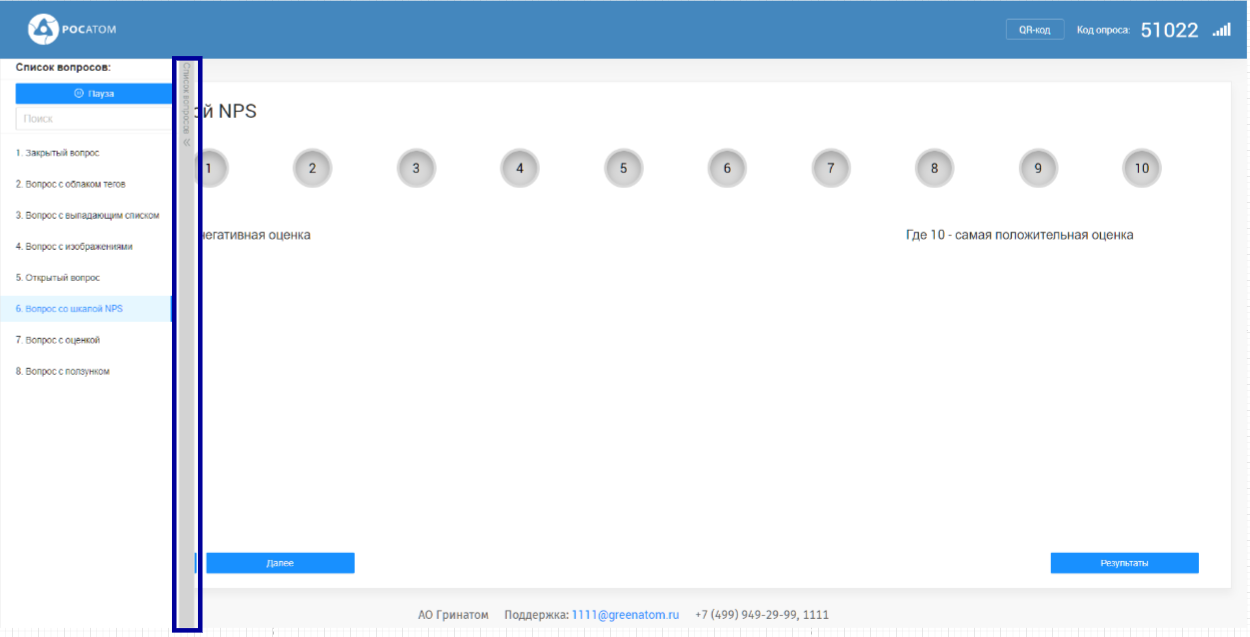 РОСАТОМ
QR-код
Код опроса: 51022
Список вопросов:
Пауза
Поиск
1. Закрытый вопрос
2. Вопрос с облаком тегов
3. Вопрос с выпадающим списком
4. Вопрос с изображениями
5. Открытый вопрос
6. Вопрос со шкалой NPS
7. Вопрос с оценкой
8. Вопрос с ползунком
Список вопросов
ой NPS
1 2 3 4 5 6 7 8 9 10
негативная оценка
Где 10 - самая положительная оценка
Далее
Результаты
АО Гринатом Поддержка: 1111@greenatom.ru +7 (499) 949-29-99, 1111